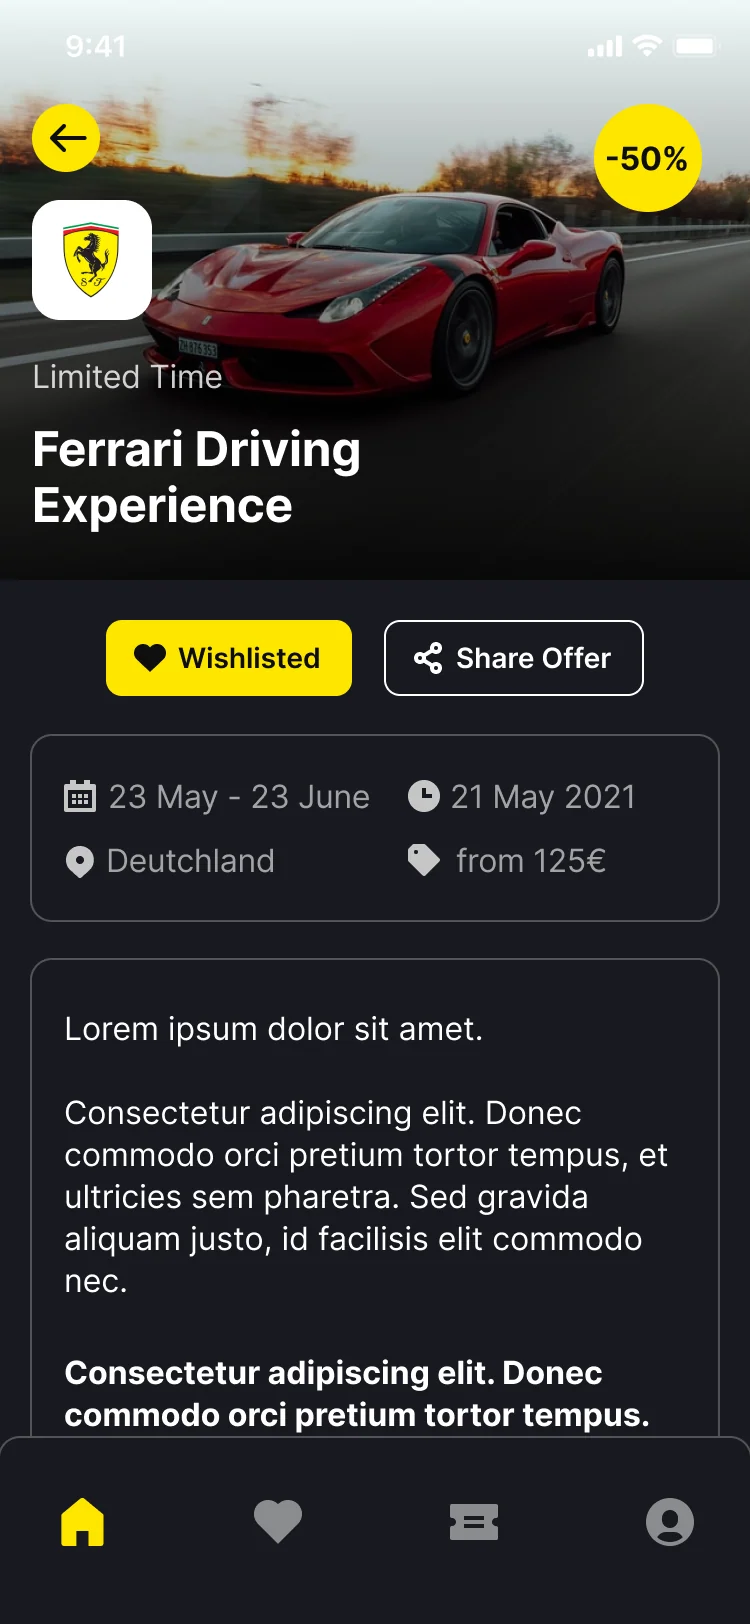 9:41
-50%
S F
ZH 876 353
Limited Time
Ferrari Driving
Experience
Wishlisted
Share Offer
23 May - 23 June
21 May 2021
Deutchland
from 125€
Lorem ipsum dolor sit amet.
Consectetur adipiscing elit. Donec
commodo orci pretium tortor tempus, et
ultricies sem pharetra. Sed gravida
aliquam justo, id facilisis elit commodo
nec.
Consectetur adipiscing elit. Donec
commodo orci pretium tortor tempus.